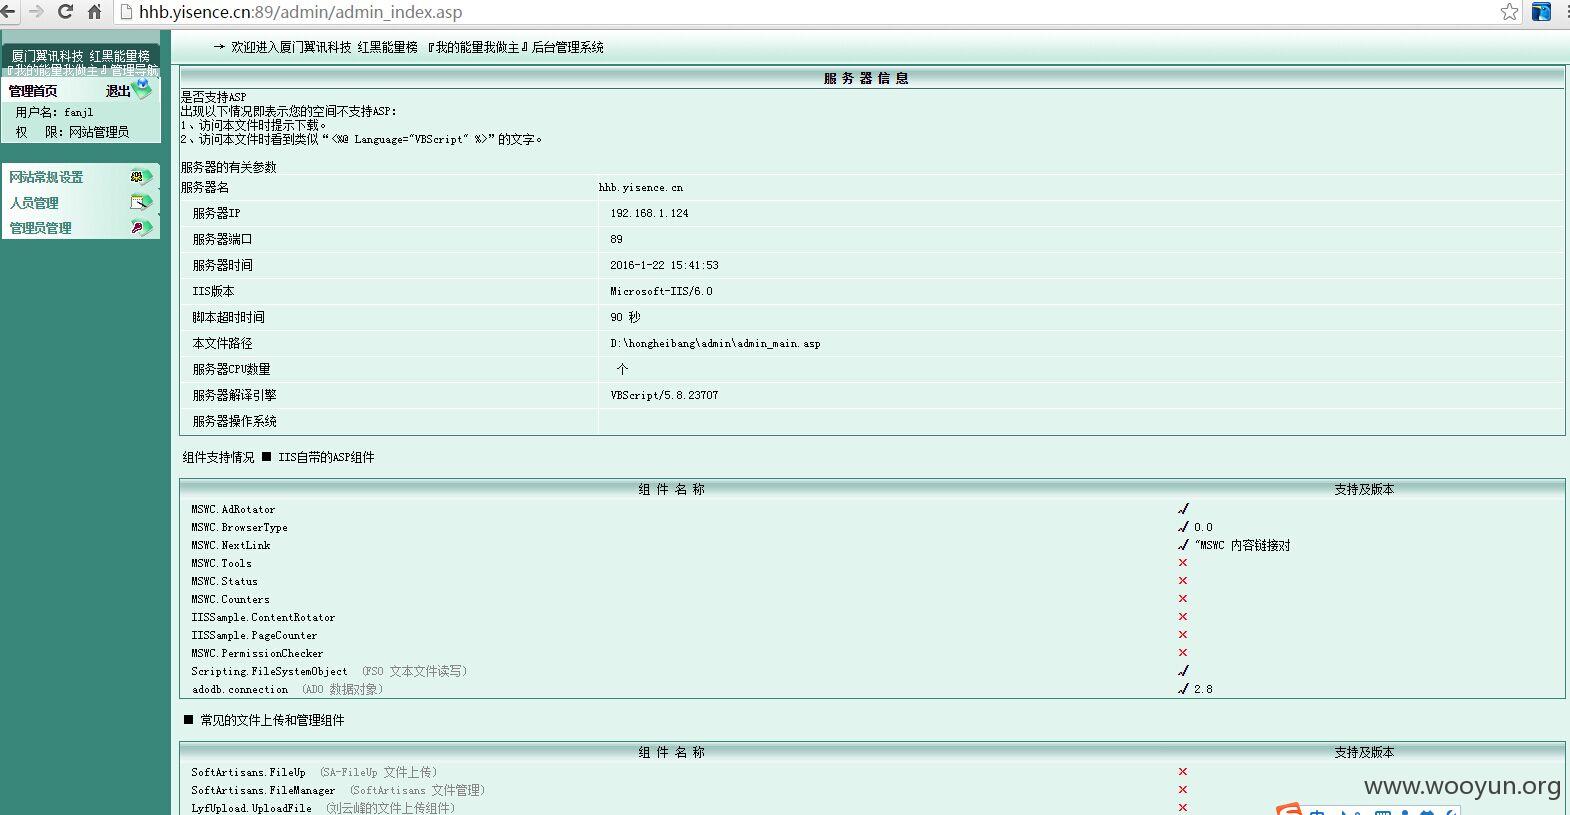 hhb.yisence.cn:89/admin/admin_index.asp
厦门翼讯科技 红黑能量榜
『我的能量我做主』管理导航
管理首页 退出
用户名: fanjl
权 限: 网站管理员
网站常规设置
人员管理
管理员管理
→ 欢迎进入厦门翼讯科技 红黑能量榜 『我的能量我做主』后台管理系统
服 务 器 信 息
是否支持ASP
出现以下情况即表示您的空间不支持ASP:
1、访问本文件时提示下载。
2、访问本文件时看到类似“<%@ Language="VBScript" %>”的文字。
服务器的有关参数
服务器名 hhb.yisence.cn
服务器IP 192.168.1.124
服务器端口 89
服务器时间 2016-1-22 15:41:53
IIS版本 Microsoft-IIS/6.0
脚本超时时间 90 秒
本文件路径 D:\hongheibang\admin\admin_main.asp
服务器CPU数量 个
服务器解译引擎 VBScript/5.8.23707
服务器操作系统
组件支持情况 ■ IIS自带的ASP组件
组 件 名 称 支持及版本
MSWC.AdRotator √
MSWC.BrowserType √ 0.0
MSWC.NextLink √ "MSWC 内容链接对
MSWC.Tools ×
MSWC.Status ×
MSWC.Counters ×
IISSample.ContentRotator ×
IISSample.PageCounter ×
MSWC.PermissionChecker ×
Scripting.FileSystemObject (FSO 文本文件读写) √
adodb.connection (ADO 数据对象) √ 2.8
■ 常见的文件上传和管理组件
组 件 名 称 支持及版本
SoftArtisans.FileUp (SA-FileUp 文件上传) ×
SoftArtisans.FileManager (SoftArtisans 文件管理) ×
LyfUpload.UploadFile (刘云峰的文件上传组件) ×
www.wooyun.org
中